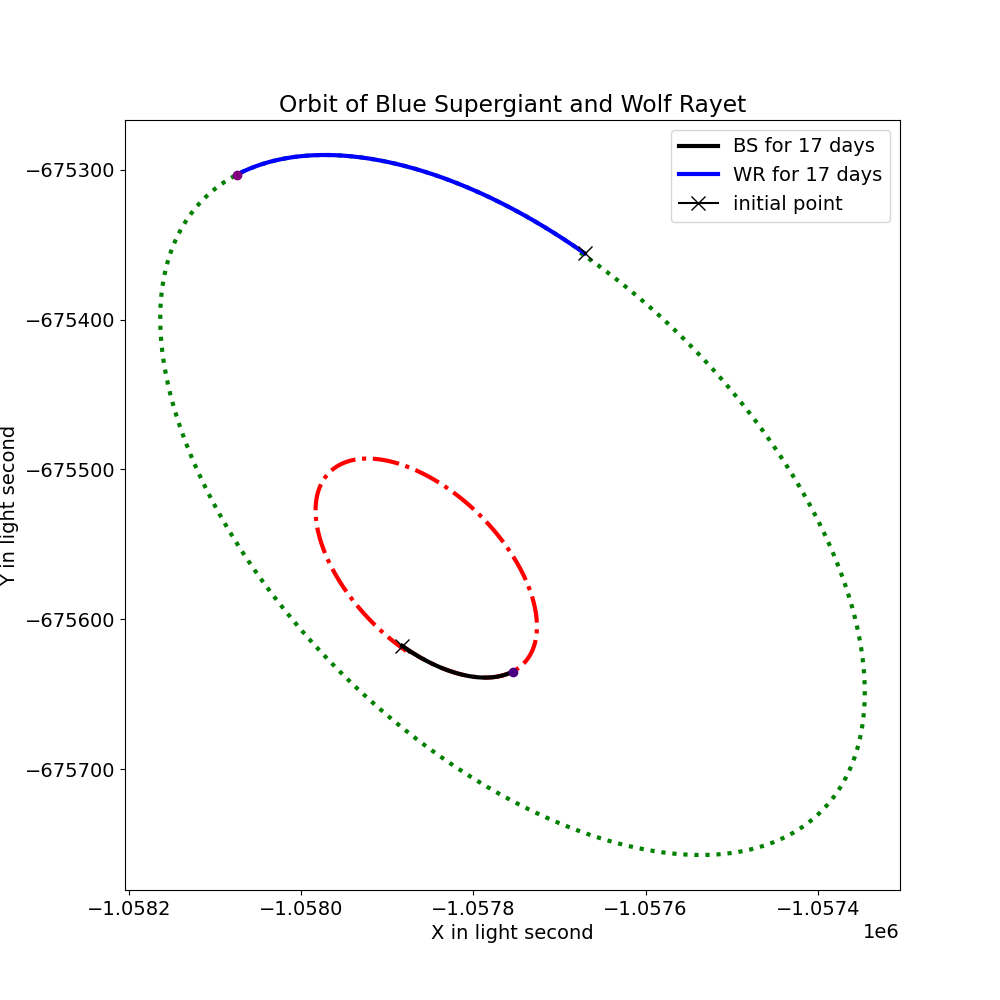 Orbit of Blue Supergiant and Wolf Rayet
BS for 17 days
WR for 17 days
initial point
−675300
−675400
−675500
−675600
−675700
Y in light second
−1.0582
−1.0580
−1.0578
−1.0576
−1.0574
1e6
X in light second